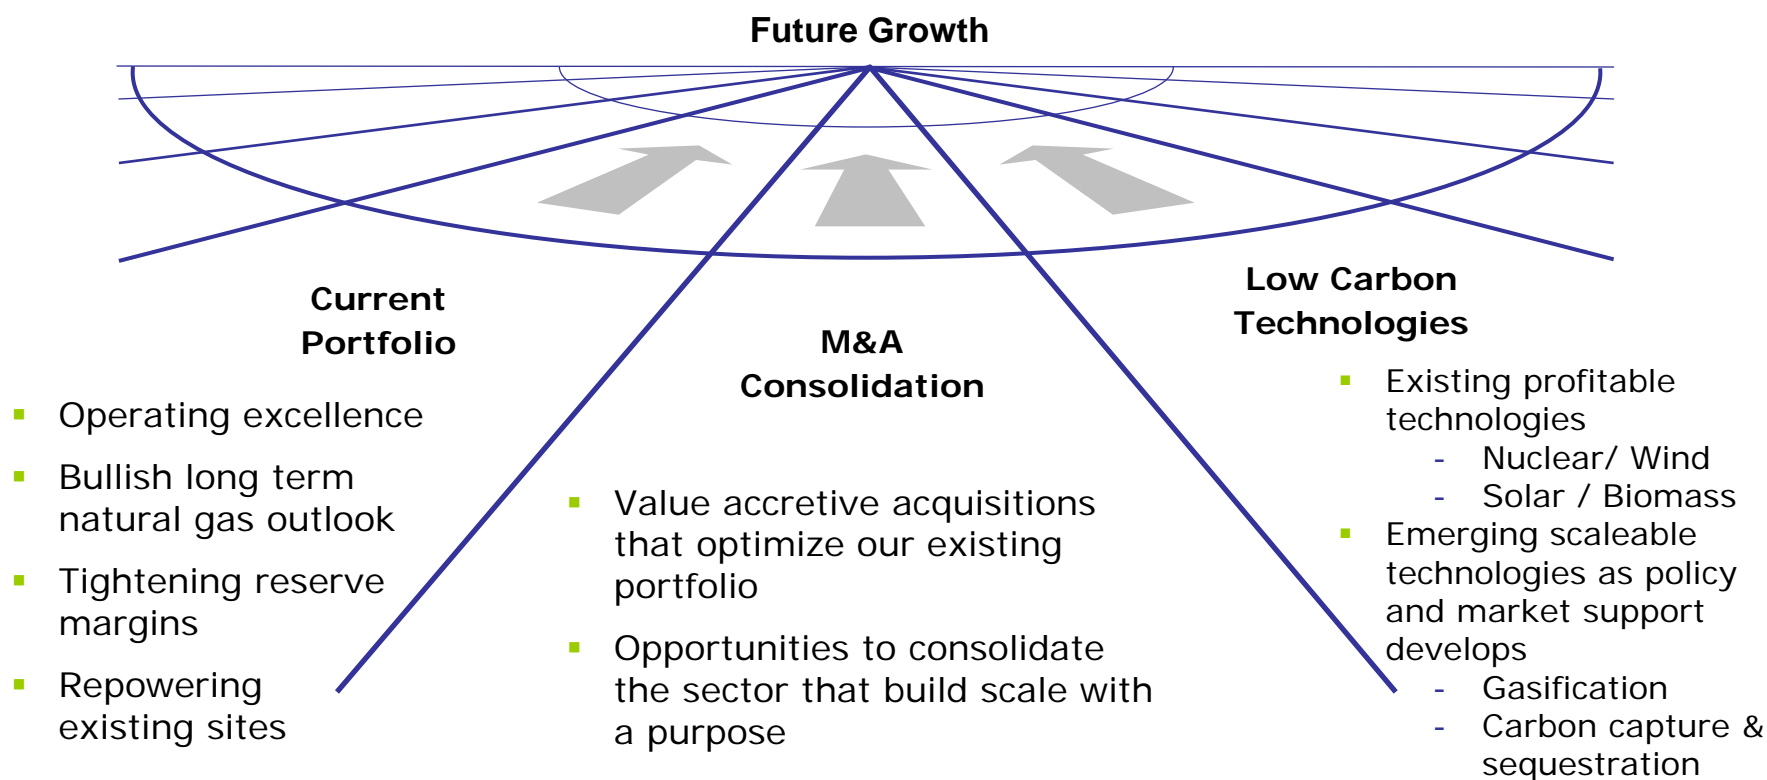 Future Growth
Current
Portfolio
▪ Operating excellence
▪ Bullish long term
natural gas outlook
▪ Tightening reserve
margins
▪ Repowering
existing sites
M&A
Consolidation
▪ Value accretive acquisitions
that optimize our existing
portfolio
▪ Opportunities to consolidate
the sector that build scale with
a purpose
Low Carbon
Technologies
▪ Existing profitable
technologies
- Nuclear/ Wind
- Solar / Biomass
▪ Emerging scaleable
technologies as policy
and market support
develops
- Gasification
- Carbon capture &
sequestration